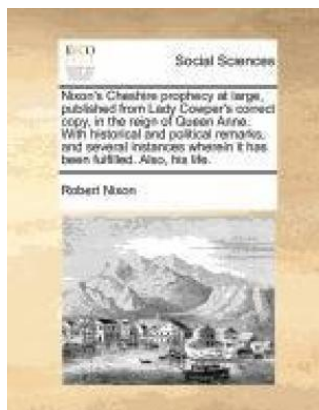 ECCO
Social Sciences
Nixon's Cheshire prophecy at large,
published from Lady Cowper's correct
copy, in the reign of Queen Anne.
With historical and political remarks,
and several instances wherein it has
been fulfilled. Also, his life.
Robert Nixon